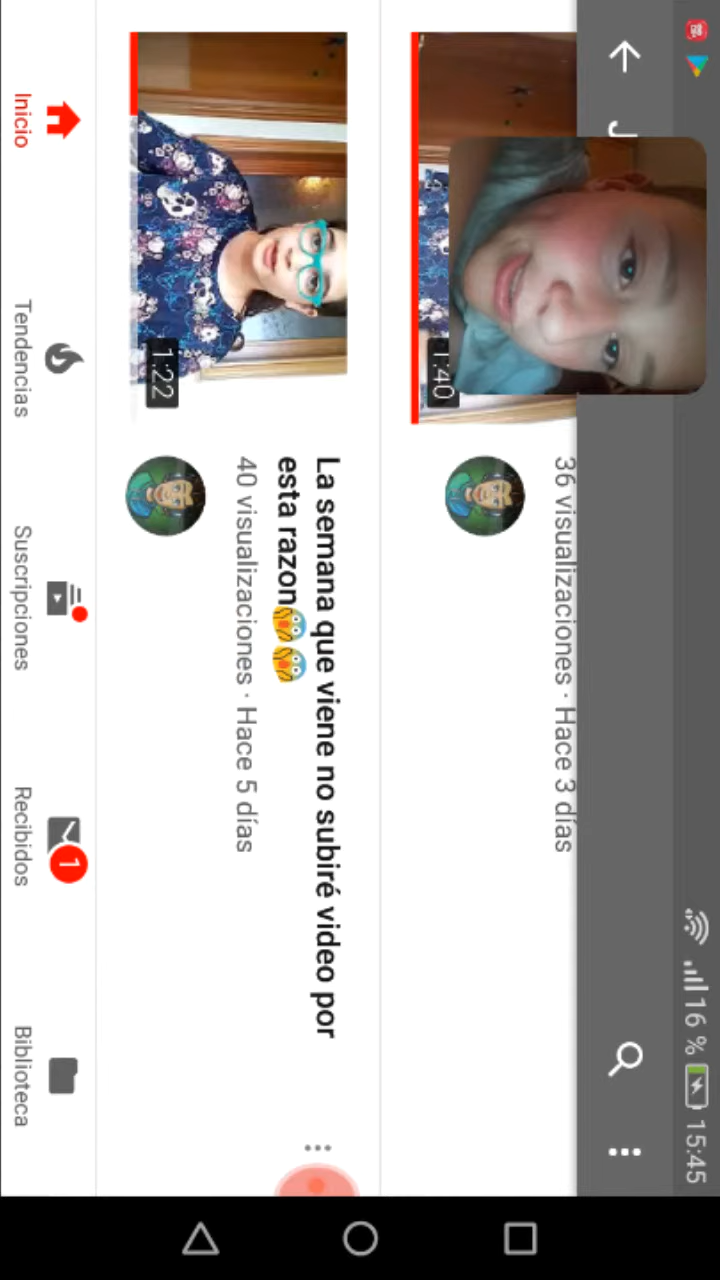 16 % 15:45
1:40
36 visualizaciones · Hace 3 días
1:22
La semana que viene no subiré video por
esta razon😱😱
40 visualizaciones · Hace 5 días
Inicio
Tendencias
Suscripciones
Recibidos
1
Biblioteca